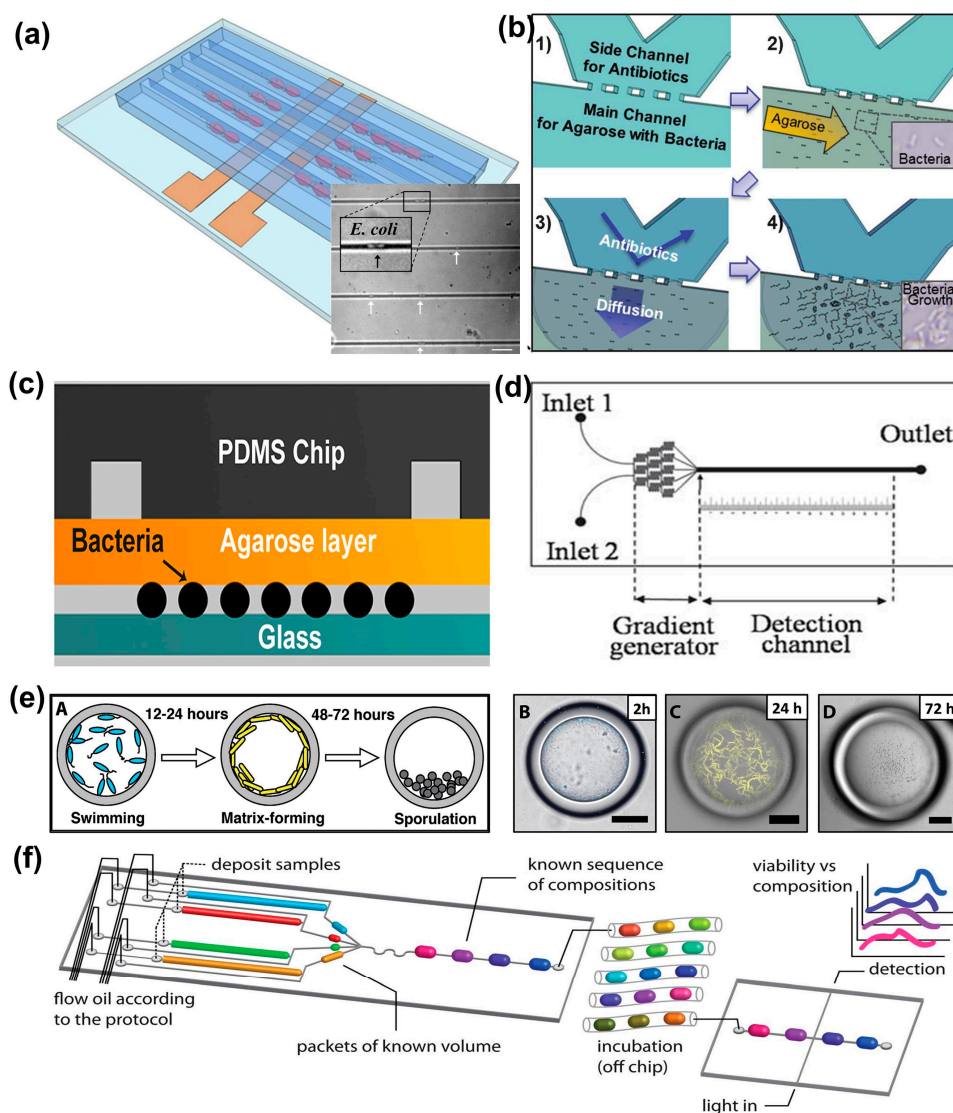 (a)
E. coli
(b)
1)
Side Channel
for Antibiotics
Main Channel
for Agarose with Bacteria
2)
Agarose
Bacteria
3)
Antibiotics
Diffusion
4)
Bacteria
Growth
(c)
PDMS Chip
Bacteria
Agarose layer
Glass
(d)
Inlet 1
Outlet
Inlet 2
Gradient
generator
Detection
channel
(e)
A
12-24 hours
48-72 hours
Swimming
Matrix-forming
Sporulation
B
2h
C
24 h
D
72 h
(f)
deposit samples
known sequence
of compositions
viability vs
composition
detection
flow oil according
to the protocol
packets of known volume
incubation
(off chip)
light in